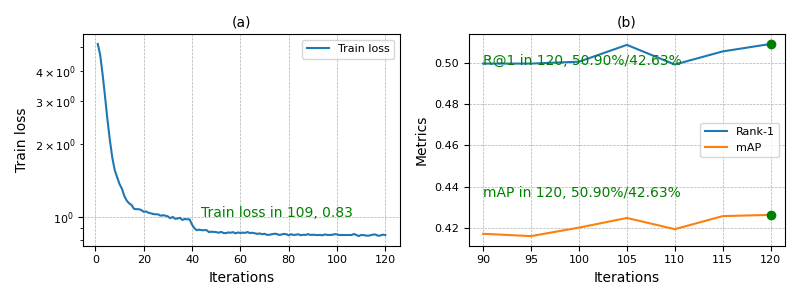 (a)
Train loss
4 × 10⁰
3 × 10⁰
2 × 10⁰
10⁰
Train loss
Train loss in 109, 0.83
0 20 40 60 80 100 120
Iterations
(b)
Metrics
0.50
0.48
0.46
0.44
0.42
R@1 in 120, 50.90%/42.63%
Rank-1
mAP
mAP in 120, 50.90%/42.63%
90 95 100 105 110 115 120
Iterations